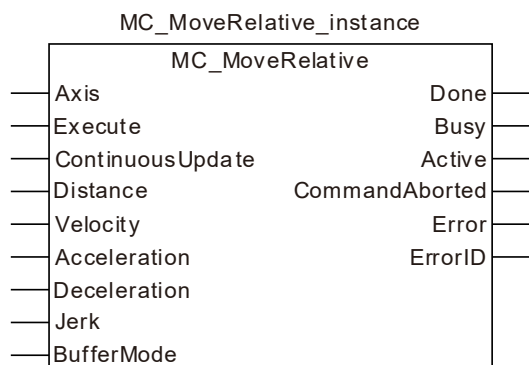 MC_MoveRelative_instance
MC_MoveRelative
Axis Done
Execute Busy
ContinuousUpdate Active
Distance CommandAborted
Velocity Error
Acceleration ErrorID
Deceleration
Jerk
BufferMode